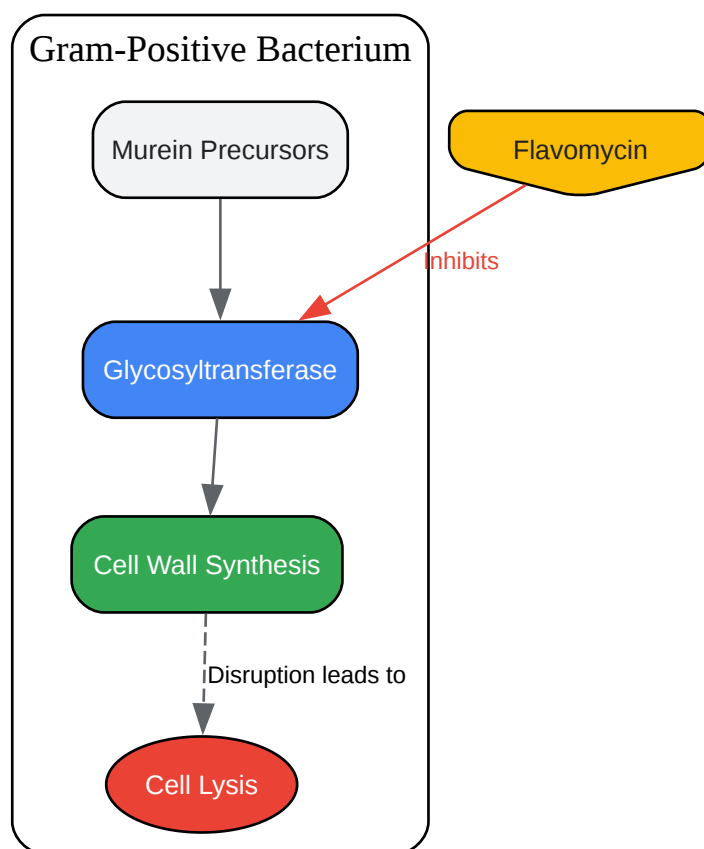 Gram-Positive Bacterium
Murein Precursors
Flavomycin
Inhibits
Glycosyltransferase
Cell Wall Synthesis
Disruption leads to
Cell Lysis